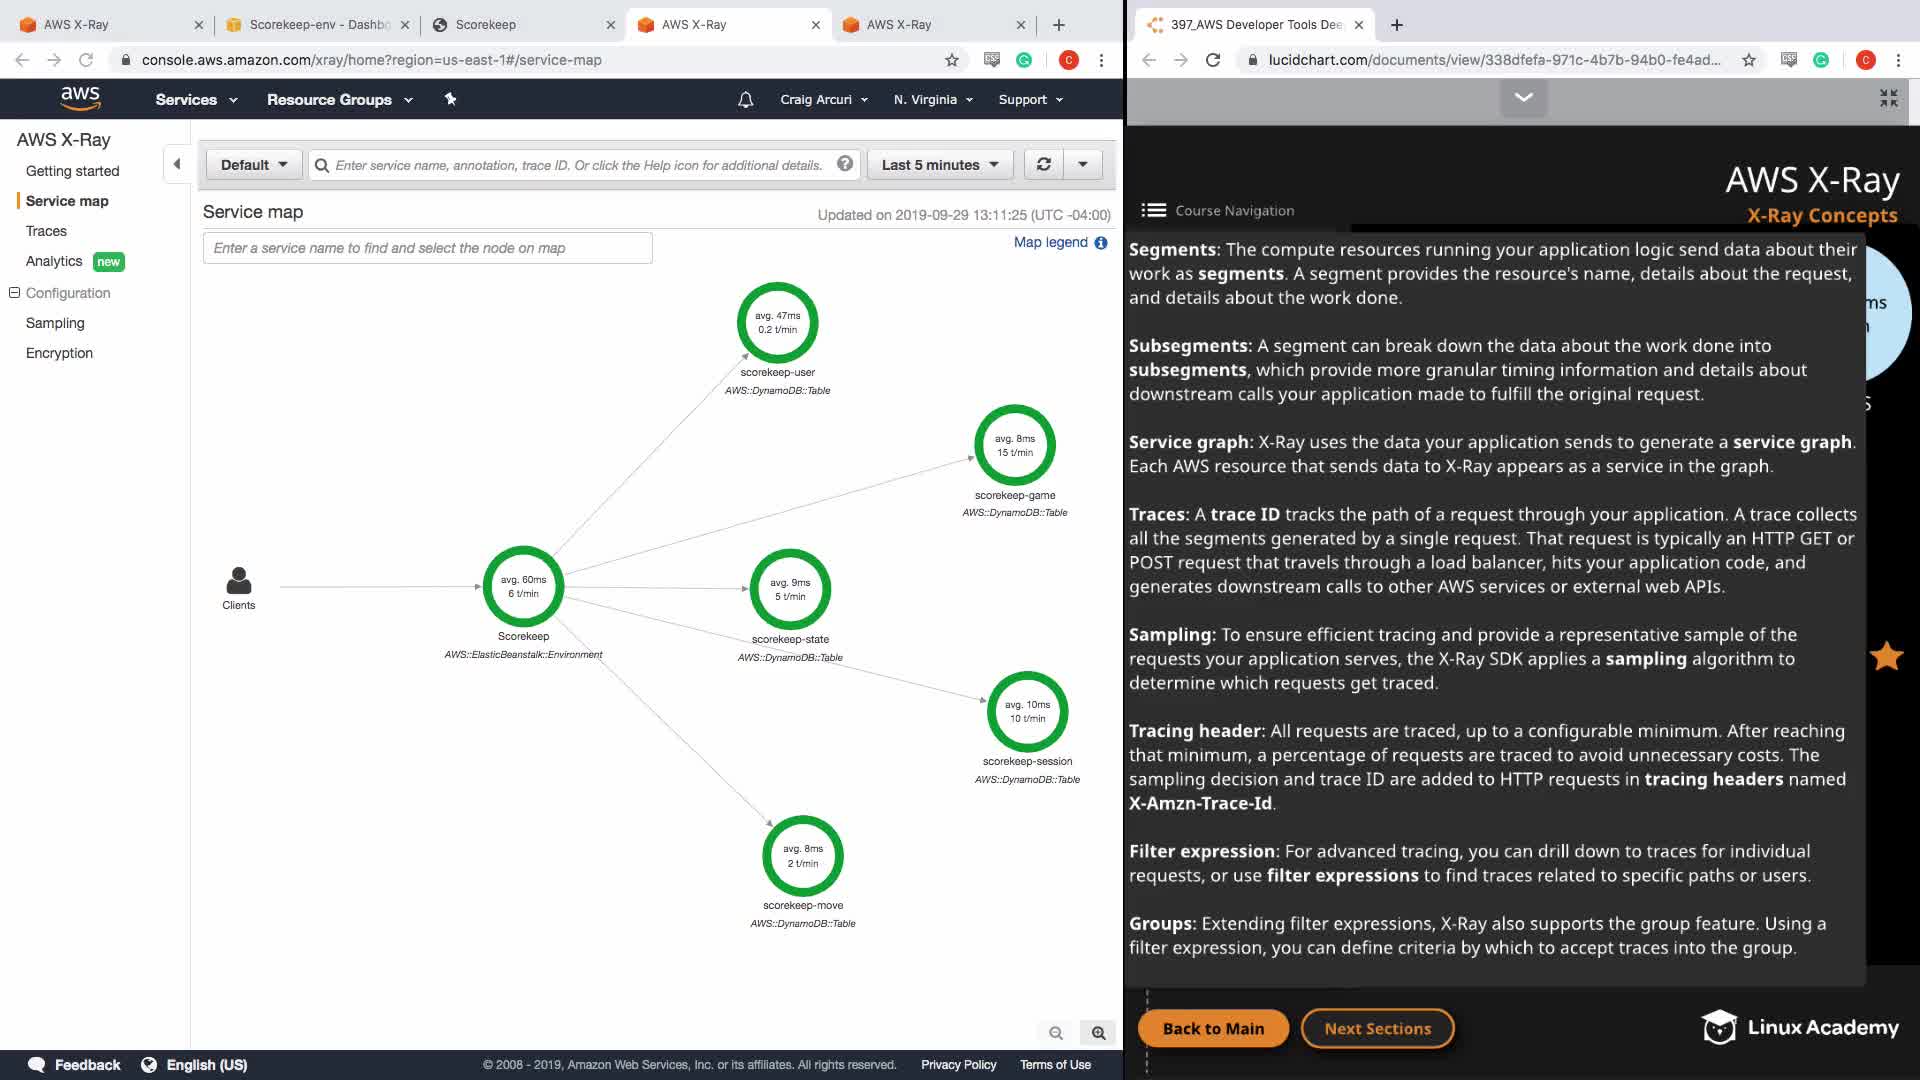 AWS X-Ray
Scorekeep-env - Dashbo
Scorekeep
AWS X-Ray
AWS X-Ray
console.aws.amazon.com/xray/home?region=us-east-1#/service-map
C
aws
Services
Resource Groups
Craig Arcuri
N. Virginia
Support
AWS X-Ray
Getting started
Service map
Traces
Analytics new
Configuration
Sampling
Encryption
Default
Enter service name, annotation, trace ID. Or click the Help icon for additional details.
Last 5 minutes
Service map
Updated on 2019-09-29 13:11:25 (UTC -04:00)
Enter a service name to find and select the node on map
Map legend
avg. 47ms
0.2 t/min
scorekeep-user
AWS::DynamoDB::Table
avg. 8ms
15 t/min
scorekeep-game
AWS::DynamoDB::Table
Clients
avg. 60ms
6 t/min
Scorekeep
AWS::ElasticBeanstalk::Environment
avg. 9ms
5 t/min
scorekeep-state
AWS::DynamoDB::Table
avg. 10ms
10 t/min
scorekeep-session
AWS::DynamoDB::Table
avg. 8ms
2 t/min
scorekeep-move
AWS::DynamoDB::Table
Feedback
English (US)
© 2008 - 2019, Amazon Web Services, Inc. or its affiliates. All rights reserved.
Privacy Policy
Terms of Use
397_AWS Developer Tools Dee
lucidchart.com/documents/view/338dfefa-971c-4b7b-94b0-fe4ad...
C
AWS X-Ray
X-Ray Concepts
Course Navigation
Segments: The compute resources running your application logic send data about their
work as segments. A segment provides the resource's name, details about the request,
and details about the work done.
Subsegments: A segment can break down the data about the work done into
subsegments, which provide more granular timing information and details about
downstream calls your application made to fulfill the original request.
Service graph: X-Ray uses the data your application sends to generate a service graph.
Each AWS resource that sends data to X-Ray appears as a service in the graph.
Traces: A trace ID tracks the path of a request through your application. A trace collects
all the segments generated by a single request. That request is typically an HTTP GET or
POST request that travels through a load balancer, hits your application code, and
generates downstream calls to other AWS services or external web APIs.
Sampling: To ensure efficient tracing and provide a representative sample of the
requests your application serves, the X-Ray SDK applies a sampling algorithm to
determine which requests get traced.
Tracing header: All requests are traced, up to a configurable minimum. After reaching
that minimum, a percentage of requests are traced to avoid unnecessary costs. The
sampling decision and trace ID are added to HTTP requests in tracing headers named
X-Amzn-Trace-Id.
Filter expression: For advanced tracing, you can drill down to traces for individual
requests, or use filter expressions to find traces related to specific paths or users.
Groups: Extending filter expressions, X-Ray also supports the group feature. Using a
filter expression, you can define criteria by which to accept traces into the group.
ms
Back to Main
Next Sections
Linux Academy